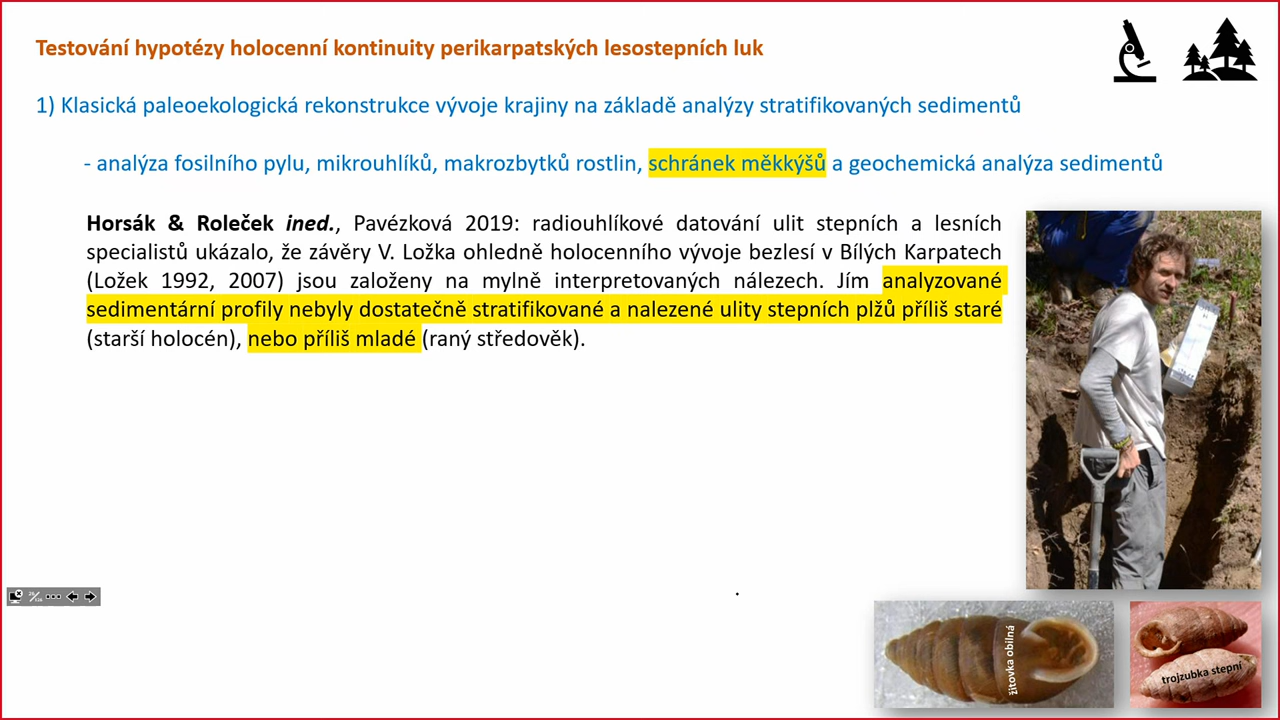 Testování hypotézy holocenní kontinuity perikarpatských lesostepních luk
1) Klasická paleoekologická rekonstrukce vývoje krajiny na základě analýzy stratifikovaných sedimentů
- analýza fosilního pylu, mikrouhlíků, makrozbytků rostlin, schránek měkkýšů a geochemická analýza sedimentů
Horsák & Roleček ined., Pavézková 2019: radiouhlíkové datování ulit stepních a lesních
specialistů ukázalo, že závěry V. Ložka ohledně holocenního vývoje bezlesí v Bílých Karpatech
(Ložek 1992, 2007) jsou založeny na mylně interpretovaných nálezech. Jím analyzované
sedimentární profily nebyly dostatečně stratifikované a nalezené ulity stepních plžů příliš staré
(starší holocén), nebo příliš mladé (raný středověk).
žitovka obilná
trojzubka stepní